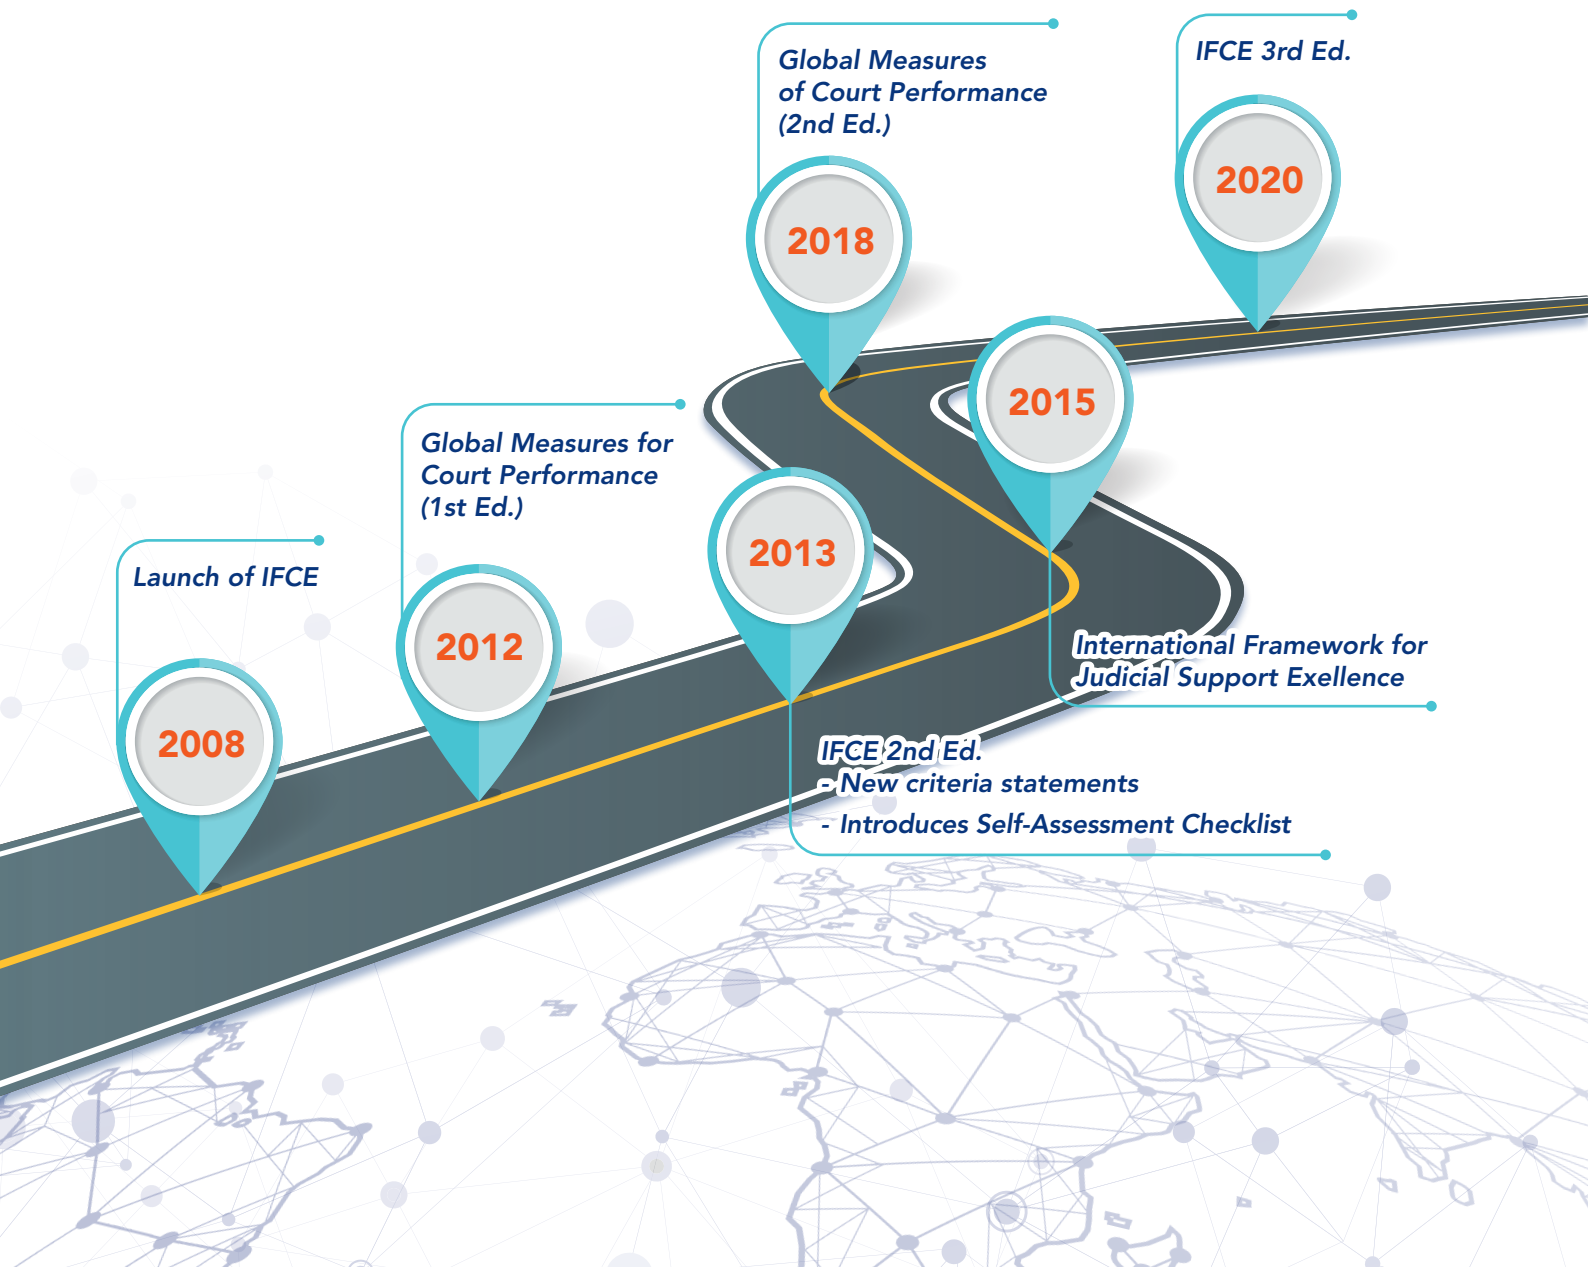 Global Measures
of Court Performance
(2nd Ed.)
2018
IFCE 3rd Ed.
2020
2015
International Framework for
Judicial Support Exellence
Global Measures for
Court Performance
(1st Ed.)
2012
2013
IFCE 2nd Ed.
- New criteria statements
- Introduces Self-Assessment Checklist
Launch of IFCE
2008